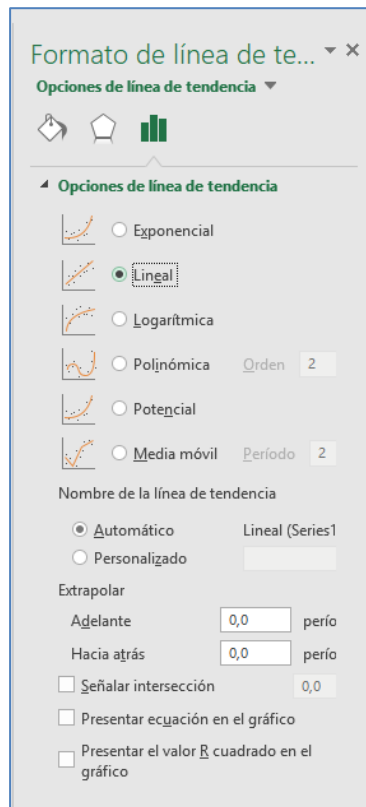 Formato de línea de te...
Opciones de línea de tendencia
Opciones de línea de tendencia
Exponencial
Lineal
Logarítmica
Polinómica Orden 2
Potencial
Media móvil Período 2
Nombre de la línea de tendencia
Automático Lineal (Series1
Personalizado
Extrapolar
Adelante 0,0 perío
Hacia atrás 0,0 perío
Señalar intersección 0,0
Presentar ecuación en el gráfico
Presentar el valor R cuadrado en el
gráfico